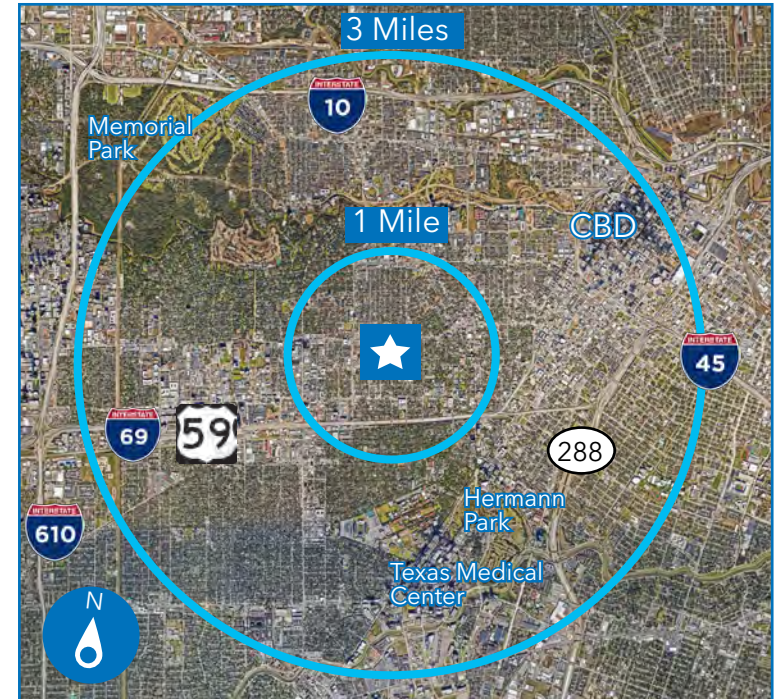 3 Miles
INTERSTATE
10
Memorial
Park
1 Mile
CBD
INTERSTATE
45
INTERSTATE
69
59
288
Hermann
Park
INTERSTATE
610
Texas Medical
Center
N